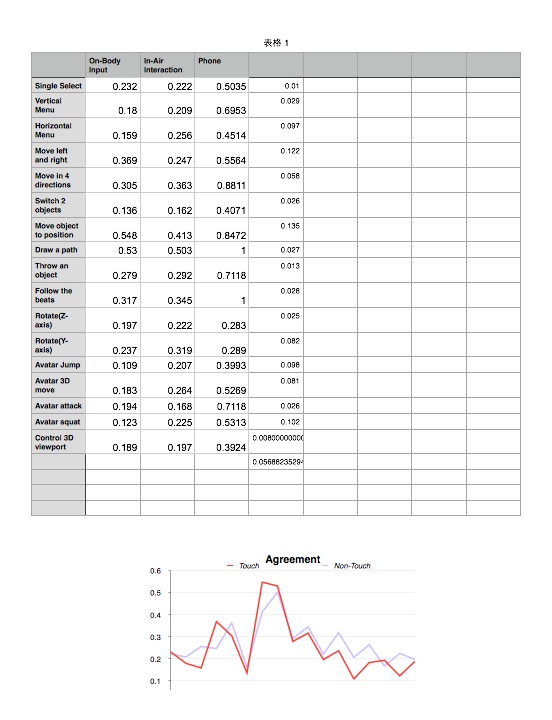 表格 1
On-Body Input In-Air Interaction Phone
Single Select 0.232 0.222 0.5035 0.01
Vertical Menu 0.18 0.209 0.6953 0.029
Horizontal Menu 0.159 0.256 0.4514 0.097
Move left and right 0.369 0.247 0.5564 0.122
Move in 4 directions 0.305 0.363 0.8811 0.058
Switch 2 objects 0.136 0.162 0.4071 0.026
Move object to position 0.548 0.413 0.8472 0.135
Draw a path 0.53 0.503 1 0.027
Throw an object 0.279 0.292 0.7118 0.013
Follow the beats 0.317 0.345 1 0.028
Rotate(Z-axis) 0.197 0.222 0.283 0.025
Rotate(Y-axis) 0.237 0.319 0.289 0.082
Avatar Jump 0.109 0.207 0.3993 0.098
Avatar 3D move 0.183 0.264 0.5269 0.081
Avatar attack 0.194 0.168 0.7118 0.026
Avatar squat 0.123 0.225 0.5313 0.102
Control 3D viewport 0.189 0.197 0.3924 0.00800000000
0.0568823529
Agreement
Touch Non-Touch
0.6
0.5
0.4
0.3
0.2
0.1